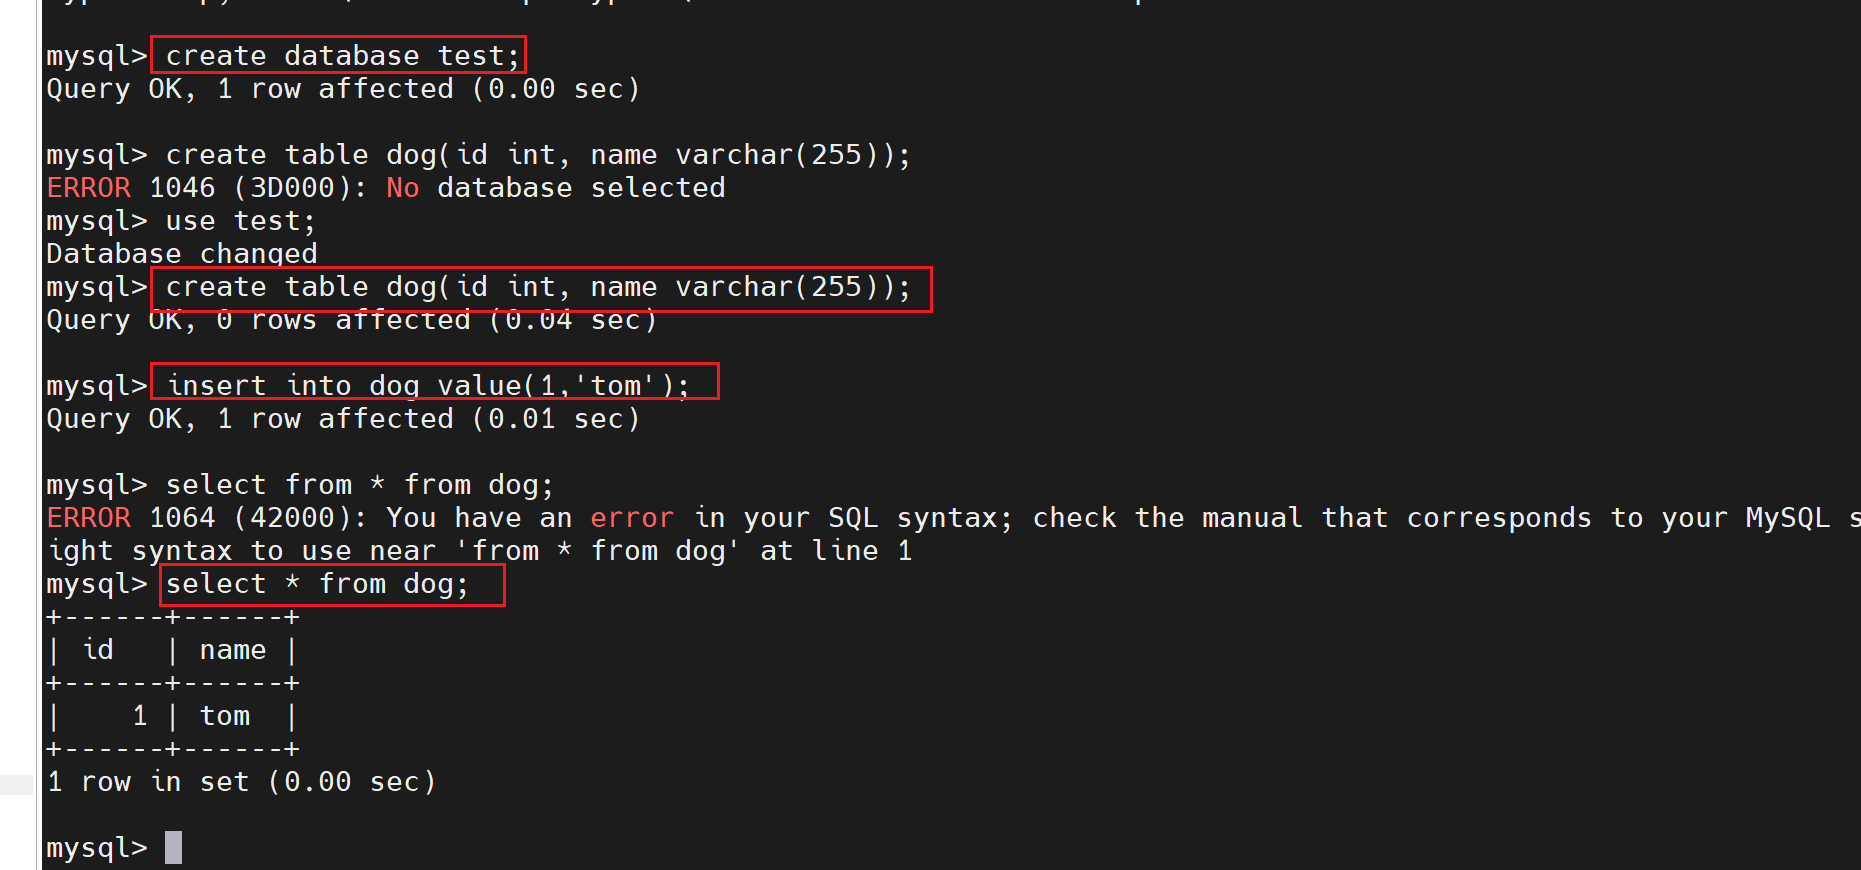 mysql> create database test;
Query OK, 1 row affected (0.00 sec)
mysql> create table dog(id int, name varchar(255));
ERROR 1046 (3D000): No database selected
mysql> use test;
Database changed
mysql> create table dog(id int, name varchar(255));
Query OK, 0 rows affected (0.04 sec)
mysql> insert into dog value(1,'tom');
Query OK, 1 row affected (0.01 sec)
mysql> select from * from dog;
ERROR 1064 (42000): You have an error in your SQL syntax; check the manual that corresponds to your MySQL s
ight syntax to use near 'from * from dog' at line 1
mysql> select * from dog;
+------+------+
| id   | name |
+------+------+
|    1 | tom  |
+------+------+
1 row in set (0.00 sec)
mysql>